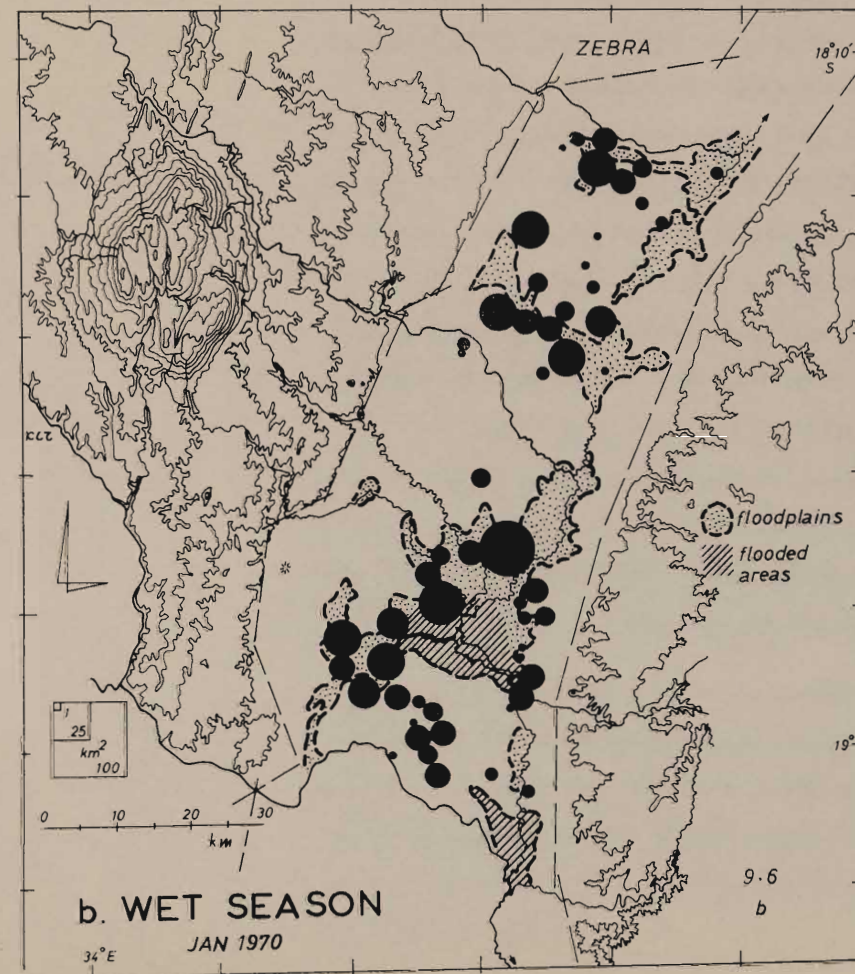 ZEBRA
18°10'
S
KLT
floodplains
flooded
areas
1
25
km²
100
19°
0 10 20 30
km
b. WET SEASON
JAN 1970
34°E
9·6
b